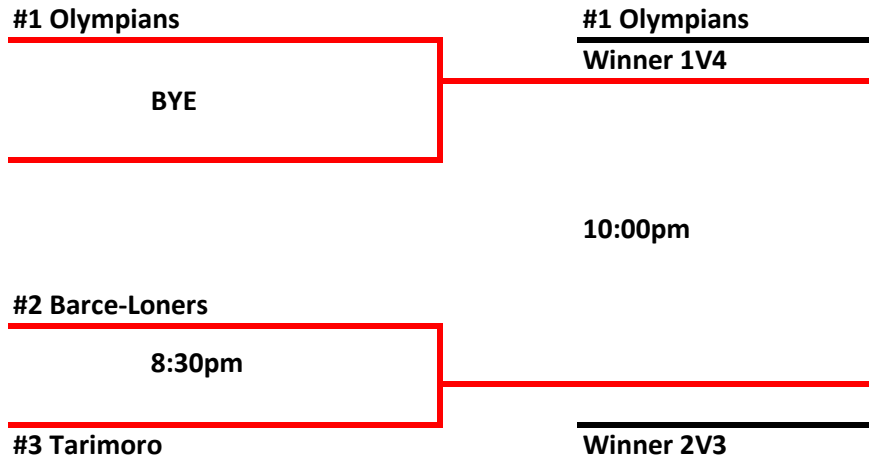 #1 Olympians
BYE
#2 Barce-Loners
8:30pm
#3 Tarimoro
#1 Olympians
Winner 1V4
10:00pm
Winner 2V3